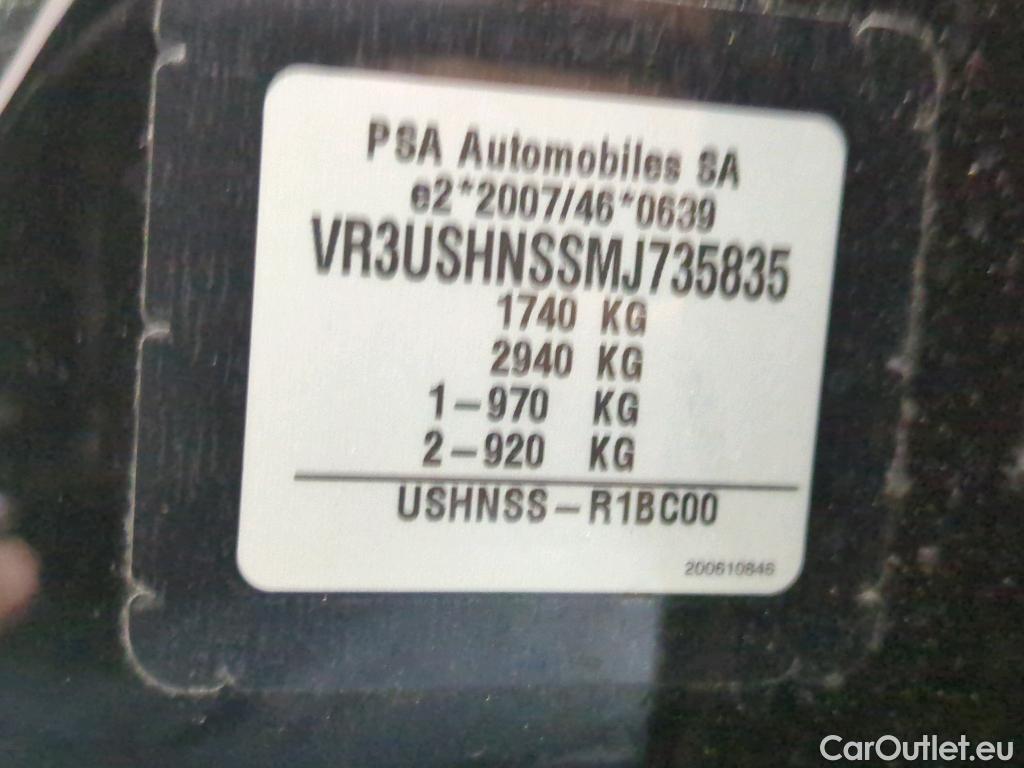 PSA Automobiles SA
e2*2007/46*0639
VR3USHNSSMJ735835
1740 KG
2940 KG
1-970 KG
2-920 KG
USHNSS-R1BC00
200610846
CarOutlet.eu